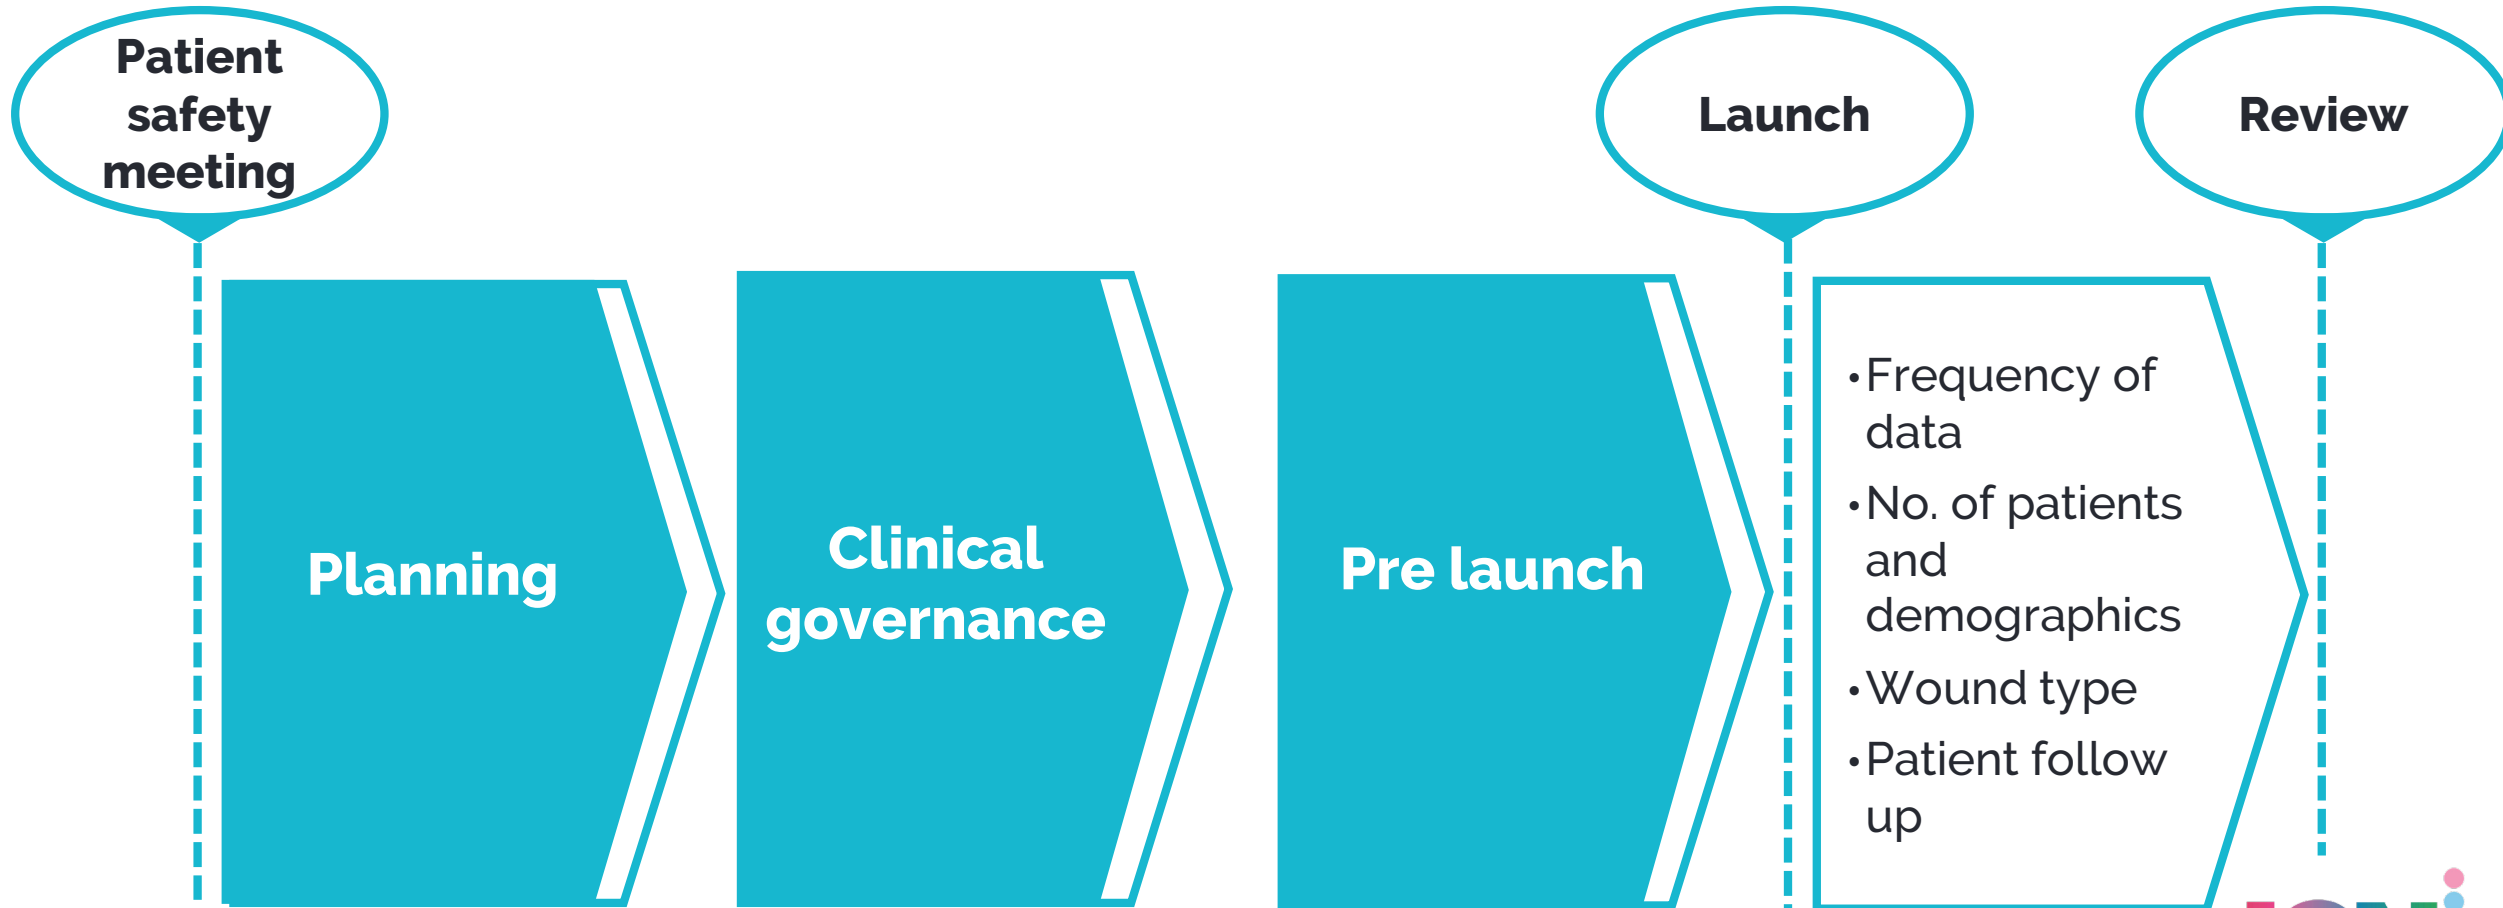 Patient
safety
meeting
Launch
Review
Planning
Clinical
governance
Pre launch
•Frequency of
data
•No. of patients
and
demographics
•Wound type
•Patient follow
up